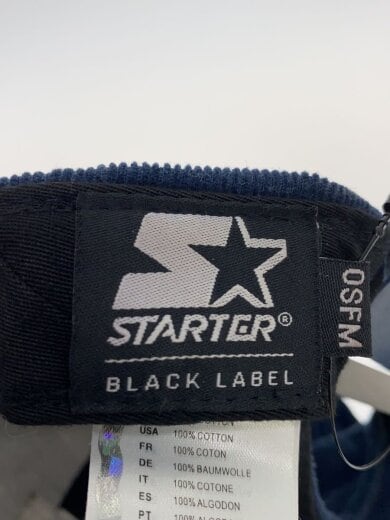 STARTER®
BLACK LABEL
OSFM
USA 100% COTTON
FR 100% COTON
DE 100% BAUMWOLLE
IT 100% COTONE
ES 100% ALGODON
PT